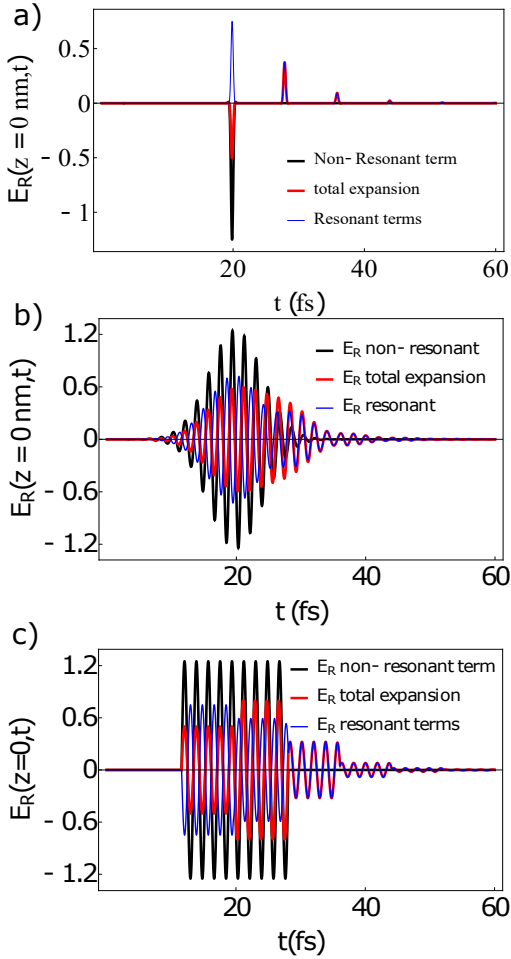 a)
E_R(z = 0 nm,t)
0.5
0
- 0.5
- 1
Non- Resonant term
total expansion
Resonant terms
20
40
60
t (fs)
b)
E_R(z = 0 nm,t)
1.2
0.6
0
- 0.6
- 1.2
E_R non- resonant
E_R total expansion
E_R resonant
20
40
60
t (fs)
c)
E_R(z=0,t)
1.2
0.6
0
- 0.6
- 1.2
E_R non- resonant term
E_R total expansion
E_R resonant terms
20
40
60
t(fs)